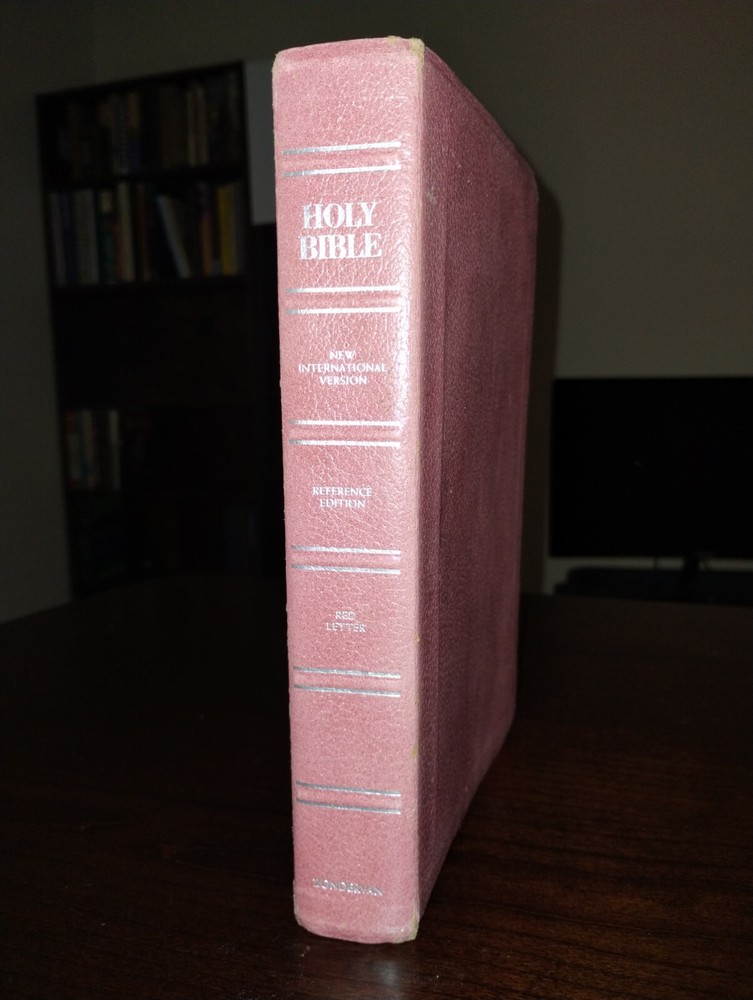 HOLY
BIBLE
NEW
INTERNATIONAL
VERSION
REFERENCE
EDITION
RED
LETTER
ZONDERVAN